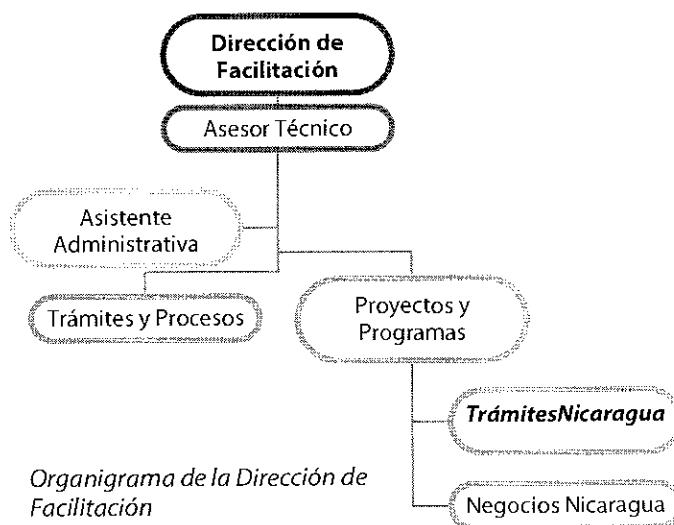 Dirección de
Facilitación
Asesor Técnico
Asistente
Administrativa
Trámites y Procesos
Proyectos y
Programas
TrámitesNicaragua
Negocios Nicaragua
Organigrama de la Dirección de
Facilitación